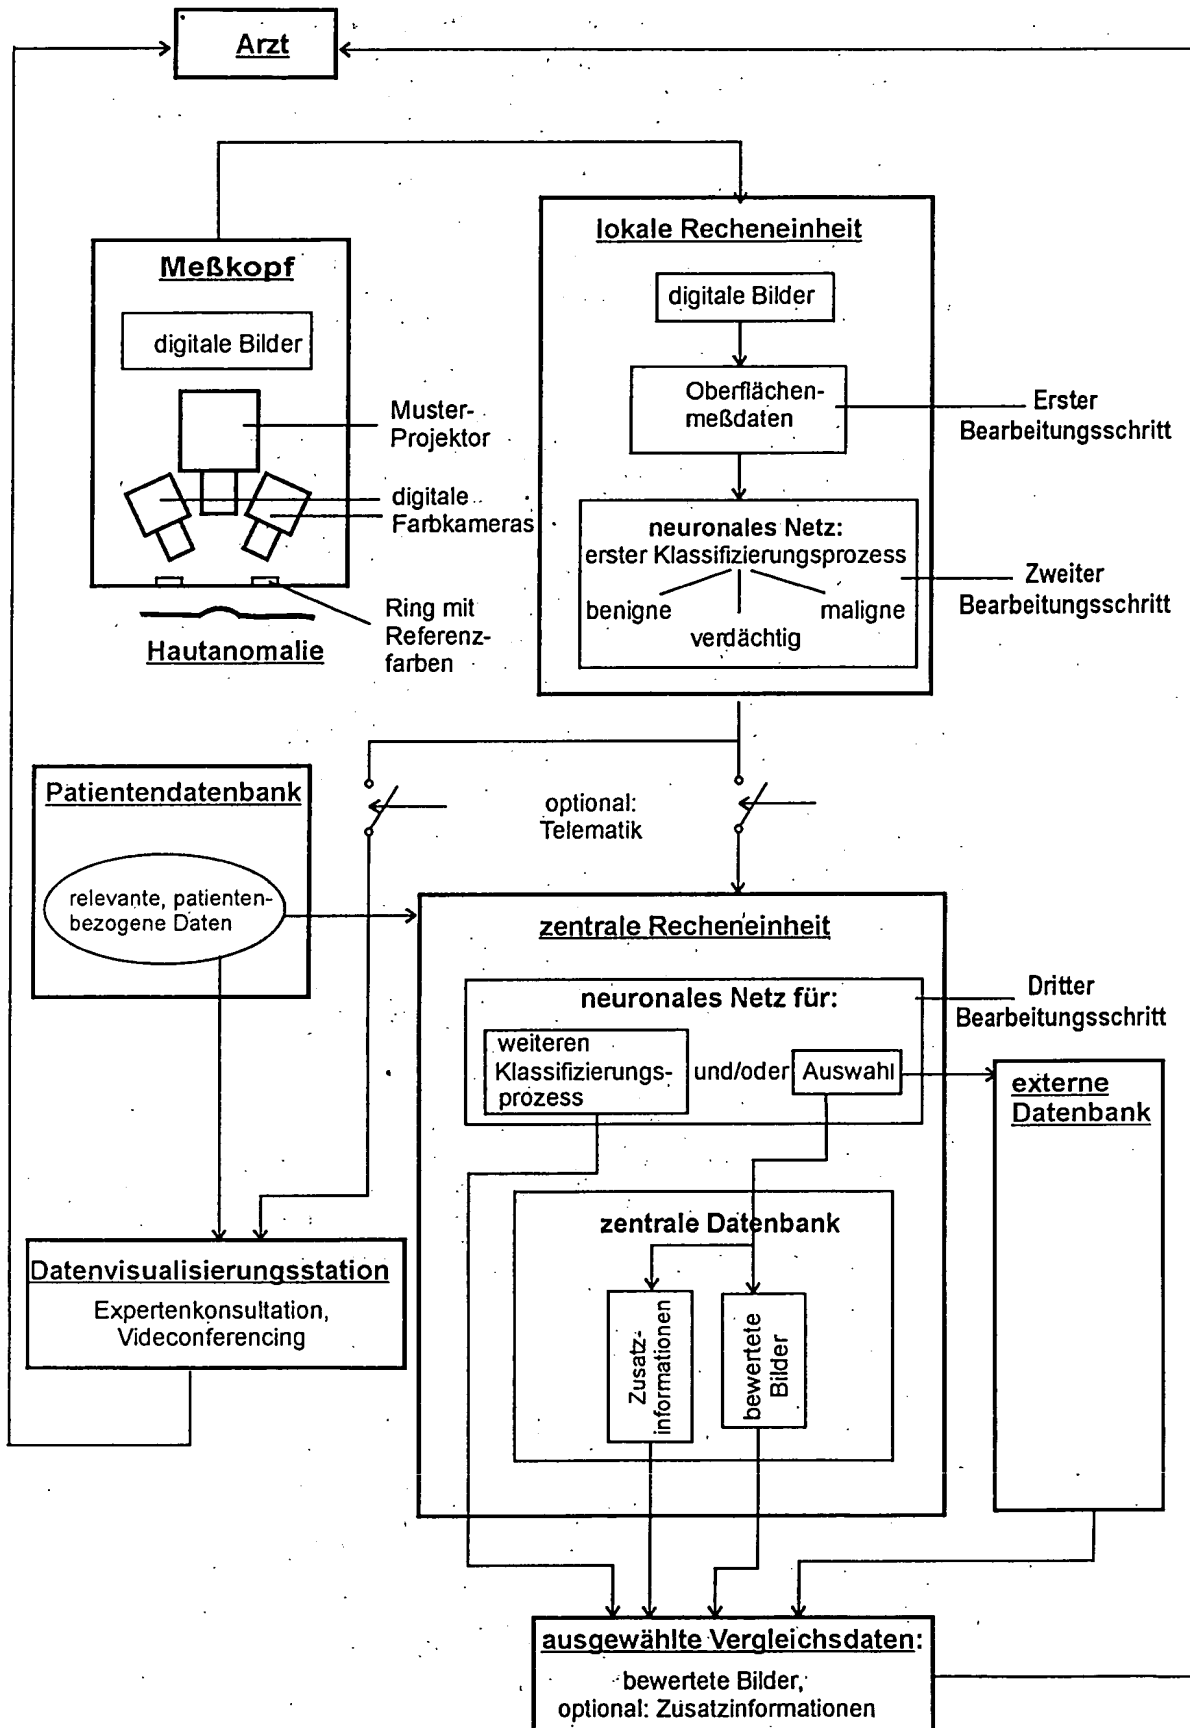 Arzt
Meßkopf
digitale Bilder
Muster-
Projektor
digitale
Farbkameras
Ring mit
Referenz-
farben
Hautanomalie
lokale Recheneinheit
digitale Bilder
Oberflächen-
meßdaten
Erster
Bearbeitungsschritt
neuronales Netz:
erster Klassifizierungsprozess
benigne
verdächtig
maligne
Zweiter
Bearbeitungsschritt
Patientendatenbank
relevante, patienten-
bezogene Daten
optional:
Telematik
zentrale Recheneinheit
neuronales Netz für:
weiteren
Klassifizierungs-
prozess
und/oder
Auswahl
Dritter
Bearbeitungsschritt
externe
Datenbank
zentrale Datenbank
Zusatz-
informationen
bewertete
Bilder
Datenvisualisierungsstation
Expertenkonsultation,
Videconferencing
ausgewählte Vergleichsdaten:
bewertete Bilder,
optional: Zusatzinformationen